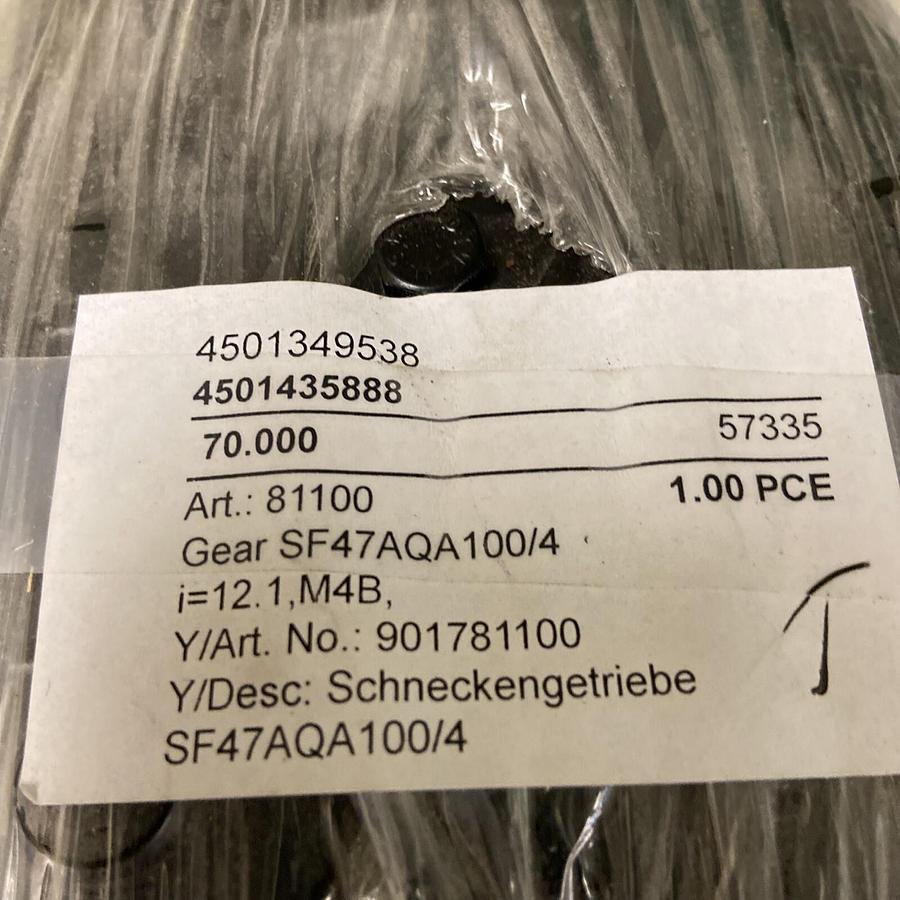 4501349538
4501435888
70.000 57335
Art.: 81100 1.00 PCE
Gear SF47AQA100/4
i=12.1,M4B,
Y/Art. No.: 901781100
Y/Desc: Schneckengetriebe
SF47AQA100/4